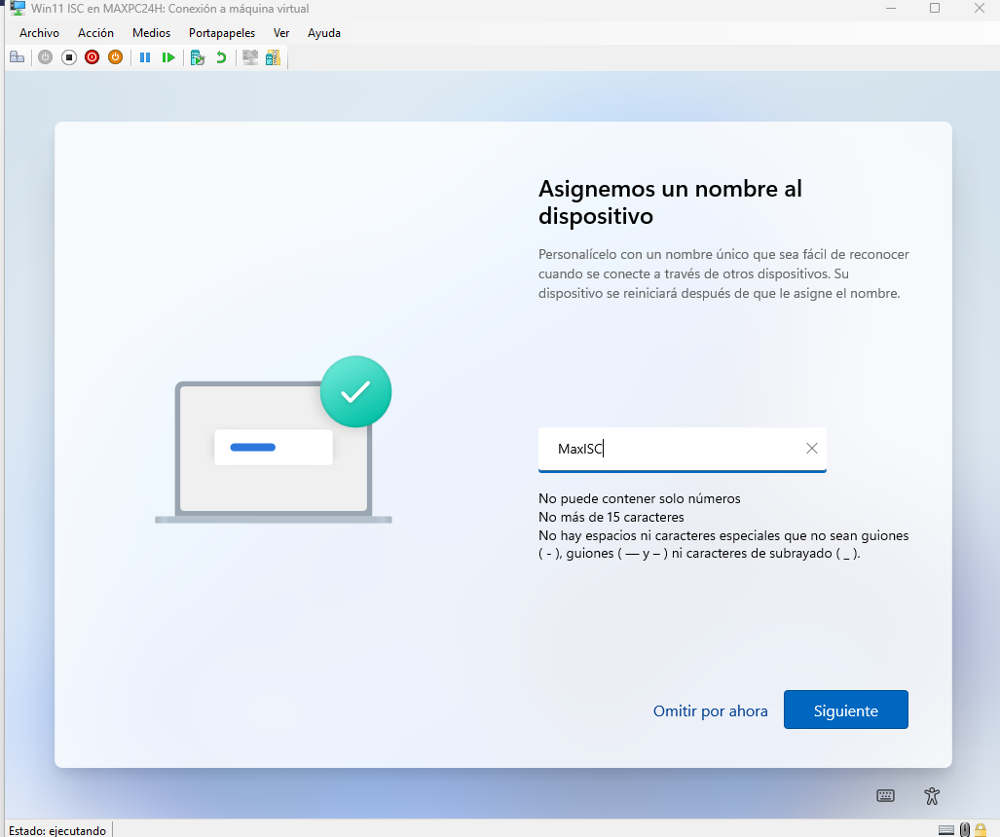 Win11 ISC en MAXPC24H: Conexión a máquina virtual
Archivo Acción Medios Portapapeles Ver Ayuda
Asignemos un nombre al
dispositivo
Personalícelo con un nombre único que sea fácil de reconocer
cuando se conecte a través de otros dispositivos. Su
dispositivo se reiniciará después de que le asigne el nombre.
MaxISC
No puede contener solo números
No más de 15 caracteres
No hay espacios ni caracteres especiales que no sean guiones
( - ), guiones ( — y – ) ni caracteres de subrayado ( _ ).
Omitir por ahora Siguiente
Estado: ejecutando